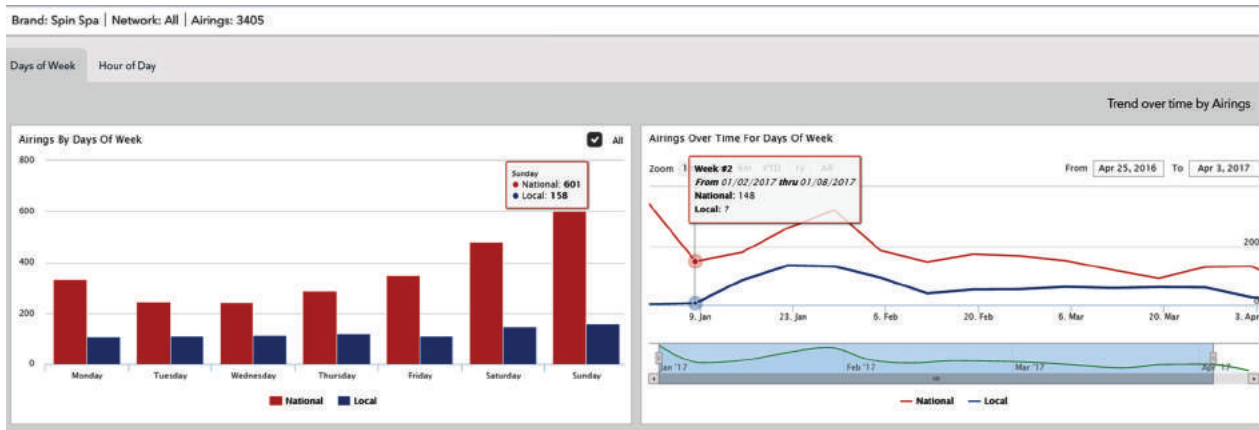 Brand: Spin Spa | Network: All | Airings: 3405
Days of Week Hour of Day
Trend over time by Airings
Airings By Days Of Week All
800
600
400
200
0
Sunday
National: 601
Local: 158
Monday Tuesday Wednesday Thursday Friday Saturday Sunday
National Local
Airings Over Time For Days Of Week
Zoom YTD All From Apr 25, 2016 To Apr 3, 2017
Week #2
From 01/02/2017 thru 01/08/2017
National: 148
Local: ?
200
0
9. Jan 23. Jan 6. Feb 20. Feb 6. Mar 20. Mar 3. Apr
Jan '17 Feb '17 Mar '17 Apr '17
National Local